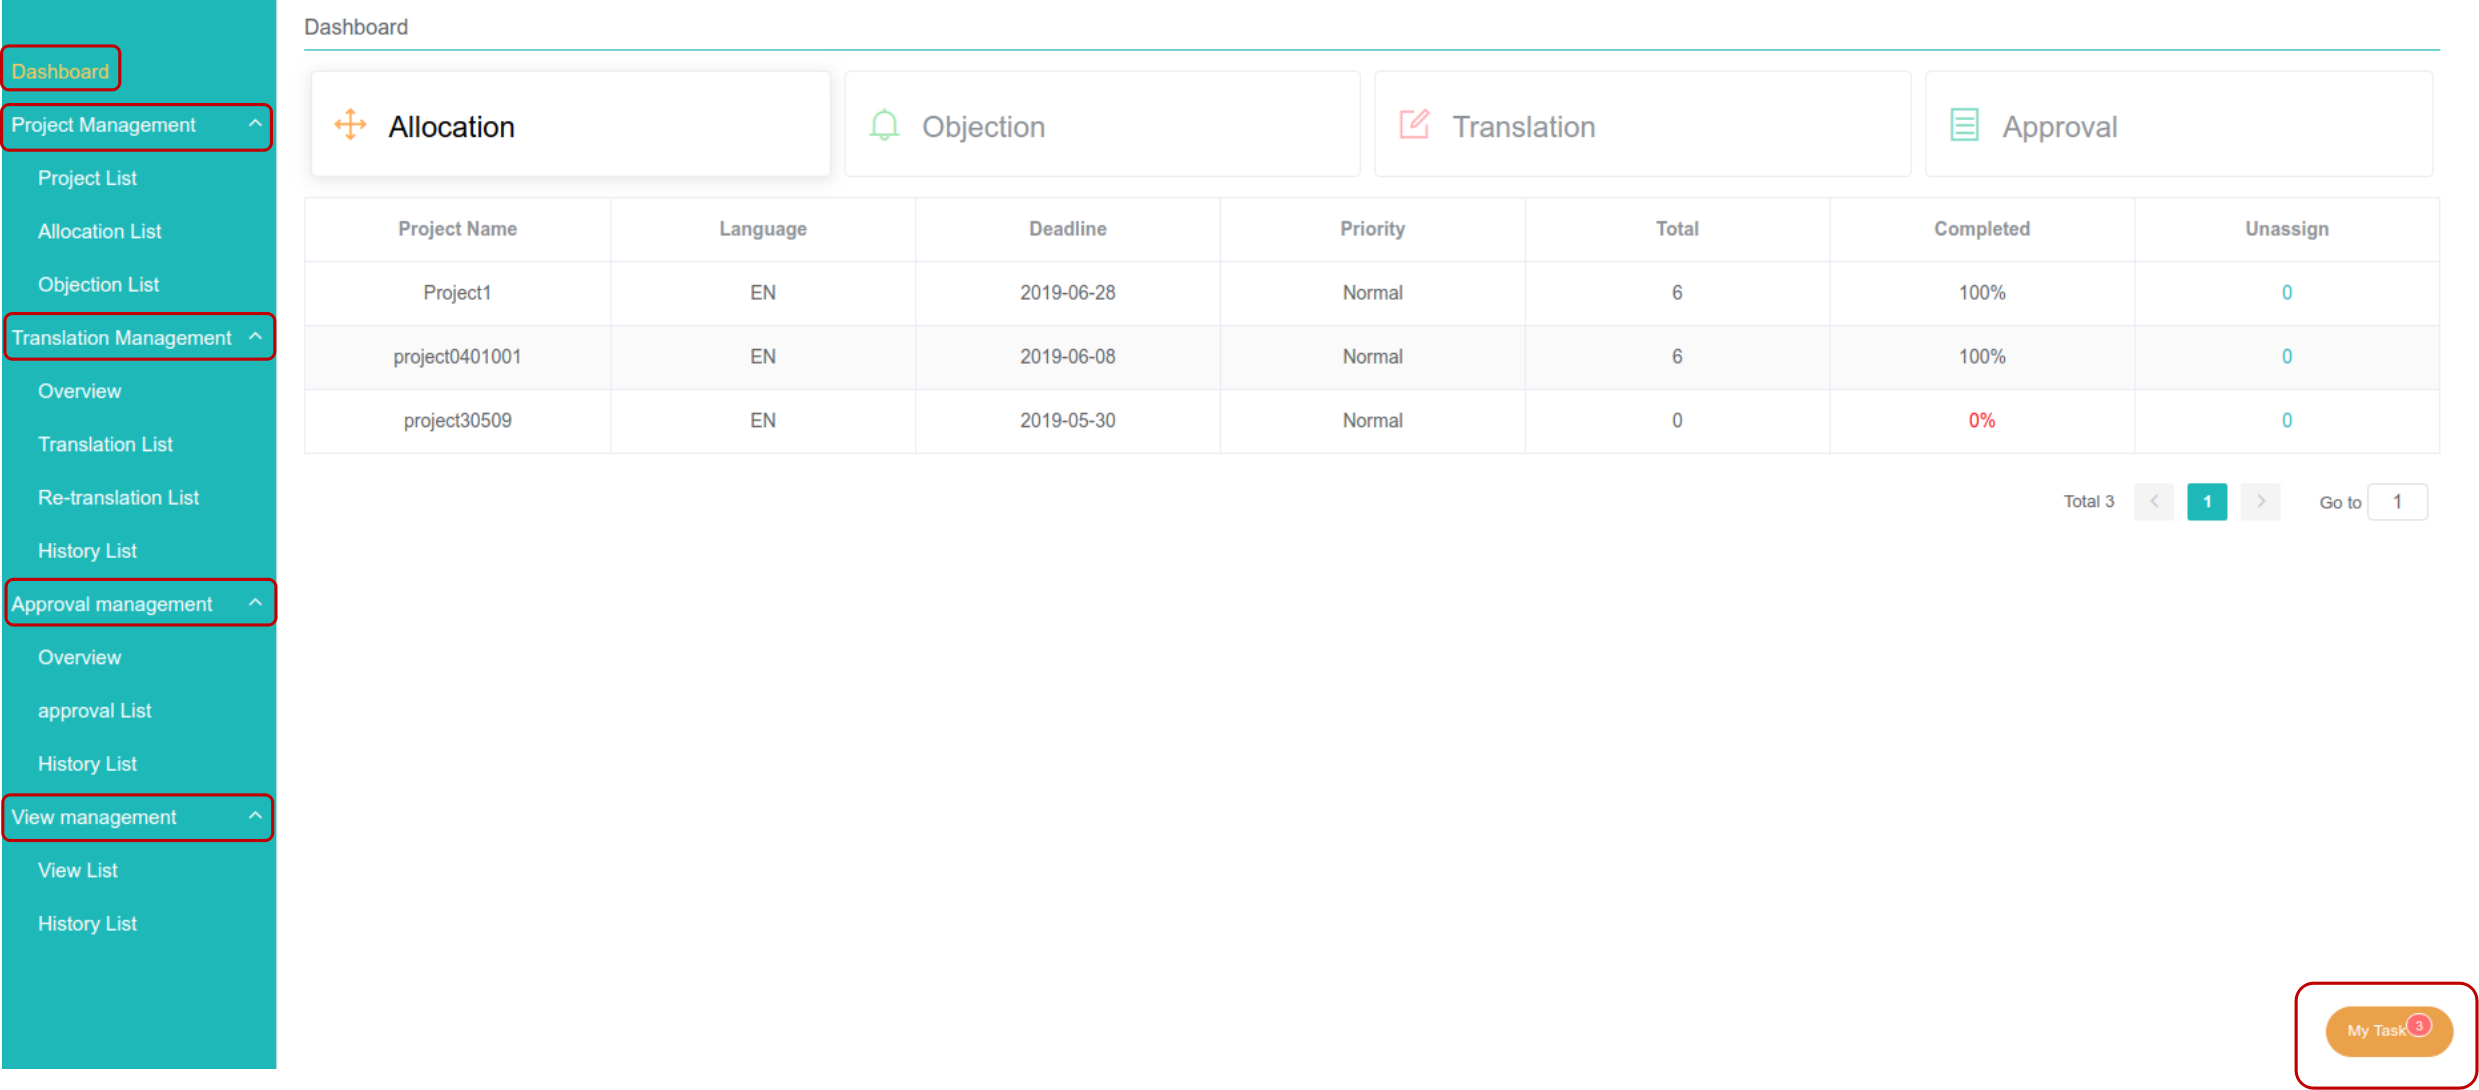 Dashboard
Project Management
Project List
Allocation List
Objection List
Translation Management
Overview
Translation List
Re-translation List
History List
Approval management
Overview
approval List
History List
View management
View List
History List
Dashboard
Allocation Objection Translation Approval
Project Name Language Deadline Priority Total Completed Unassign
Project1 EN 2019-06-28 Normal 6 100% 0
project0401001 EN 2019-06-08 Normal 6 100% 0
project30509 EN 2019-05-30 Normal 0 0% 0
Total 3 < 1 > Go to 1
My Task 3